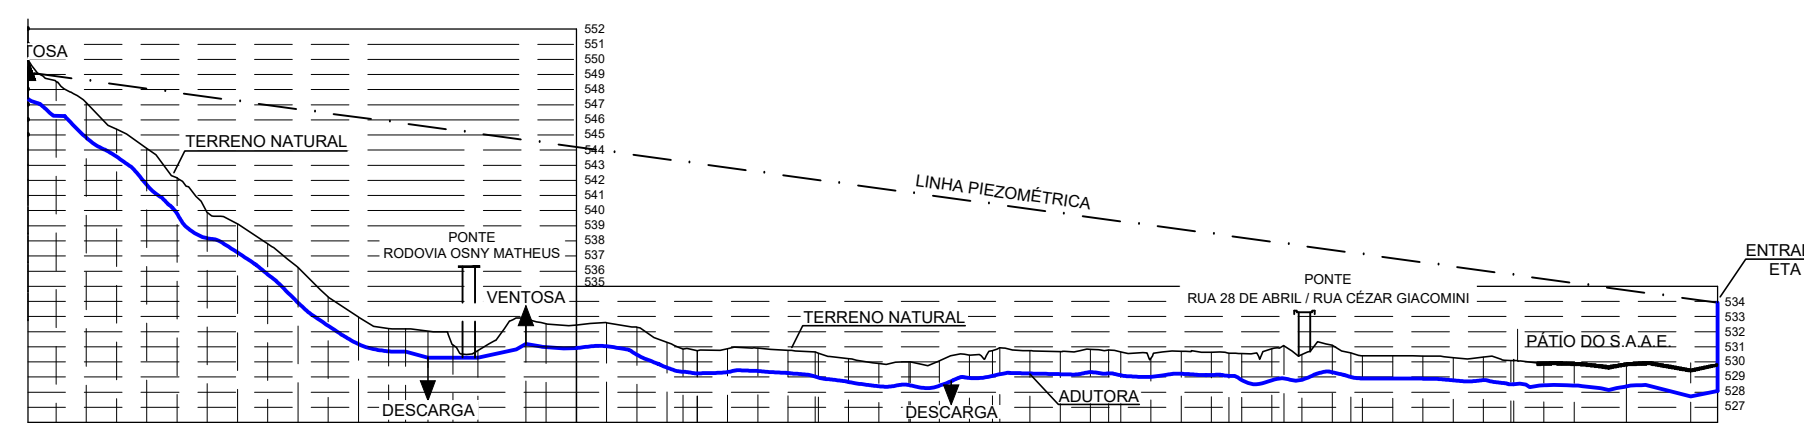 TOSA
552
551
550
549
548
547
546
545
544
543
542
541
540
539
538
537
536
535
TERRENO NATURAL
LINHA PIEZOMÉTRICA
PONTE
RODOVIA OSNY MATHEUS
VENTOSA
DESCARGA
TERRENO NATURAL
DESCARGA
ADUTORA
PONTE
RUA 28 DE ABRIL / RUA CÉZAR GIACOMINI
PÁTIO DO S.A.A.E.
ENTRA
ETA
534
533
532
531
530
529
528
527